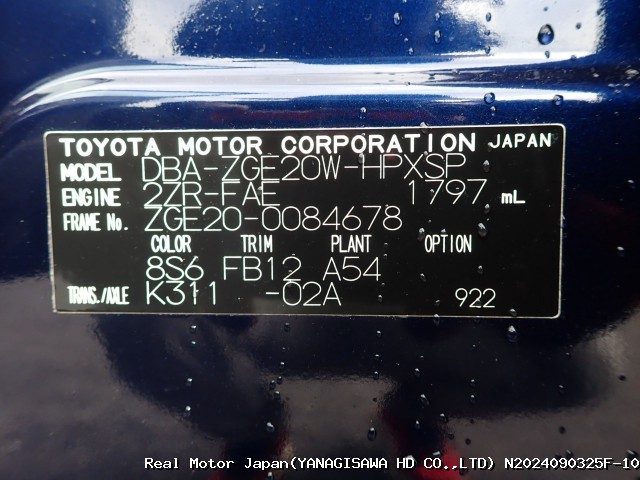 TOYOTA MOTOR CORPORATION JAPAN
MODEL DBA-ZGE20W-HPXSP
ENGINE 2ZR-FAE 1797 mL
FRAME No. ZGE20-0084678
COLOR TRIM PLANT OPTION
8S6 FB12 A54
TRANS./AXLE K311 -02A 922
Real Motor Japan(YANAGISAWA HD CO.,LTD) N2024090325F-10